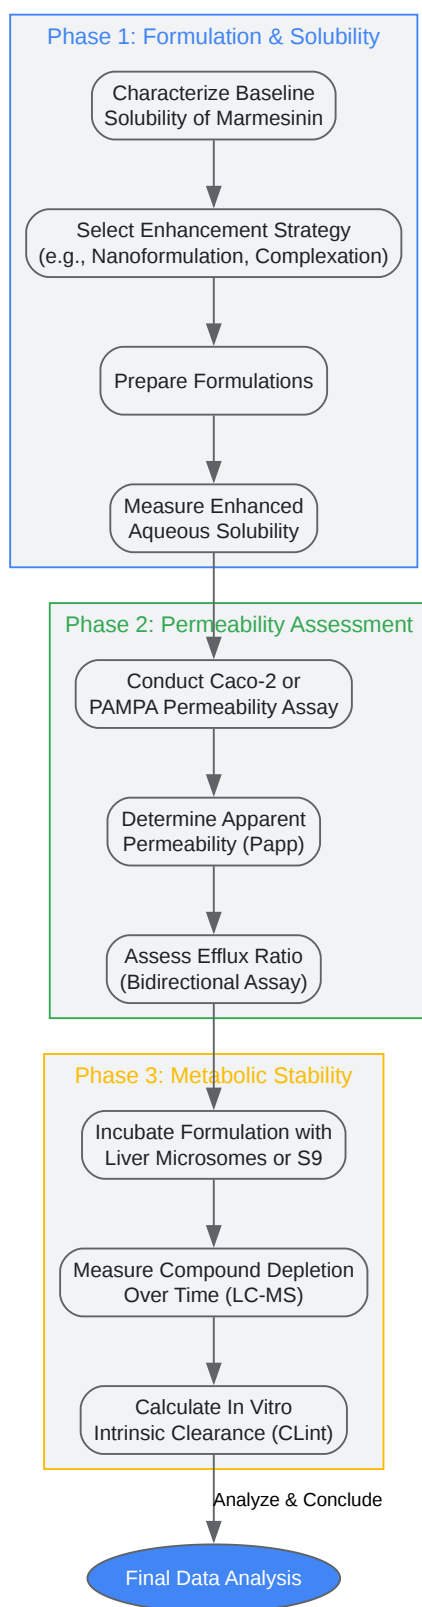 Phase 1: Formulation & Solubility
Characterize Baseline
Solubility of Marmesinin
Select Enhancement Strategy
(e.g., Nanoformulation, Complexation)
Prepare Formulations
Measure Enhanced
Aqueous Solubility
Phase 2: Permeability Assessment
Conduct Caco-2 or
PAMPA Permeability Assay
Determine Apparent
Permeability (Papp)
Assess Efflux Ratio
(Bidirectional Assay)
Phase 3: Metabolic Stability
Incubate Formulation with
Liver Microsomes or S9
Measure Compound Depletion
Over Time (LC-MS)
Calculate In Vitro
Intrinsic Clearance (CLint)
Analyze & Conclude
Final Data Analysis